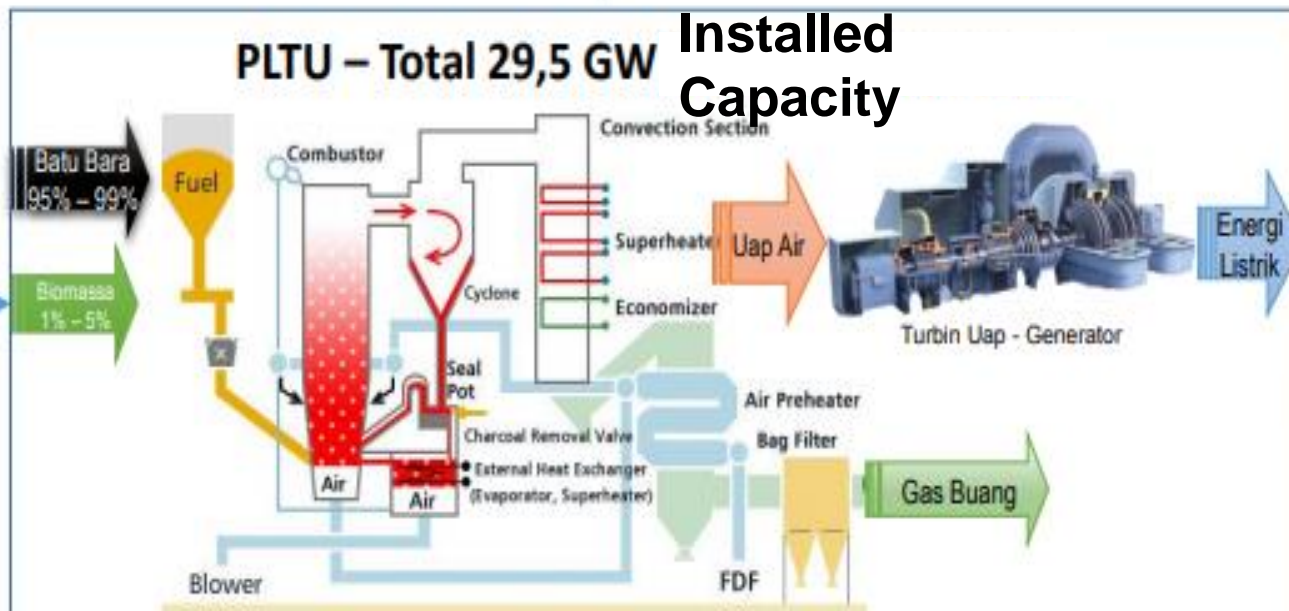 PLTU – Total 29,5 GW
Installed
Capacity
Batu Bara
95% – 99%
Biomassa
1% – 5%
Fuel
Combustor
Convection Section
Superheater
Economizer
Cyclone
Seal
Pot
Charcoal Removal Valve
External Heat Exchanger
(Evaporator, Superheater)
Air
Air
Blower
Air Preheater
Bag Filter
FDF
Uap Air
Turbin Uap - Generator
Energi
Listrik
Gas Buang